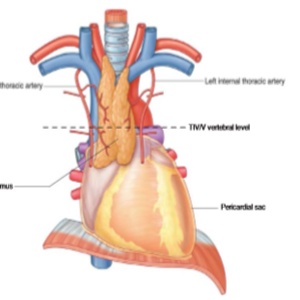 thoracic artery
Left internal thoracic artery
TIV/V vertebral level
mus
Pericardial sac